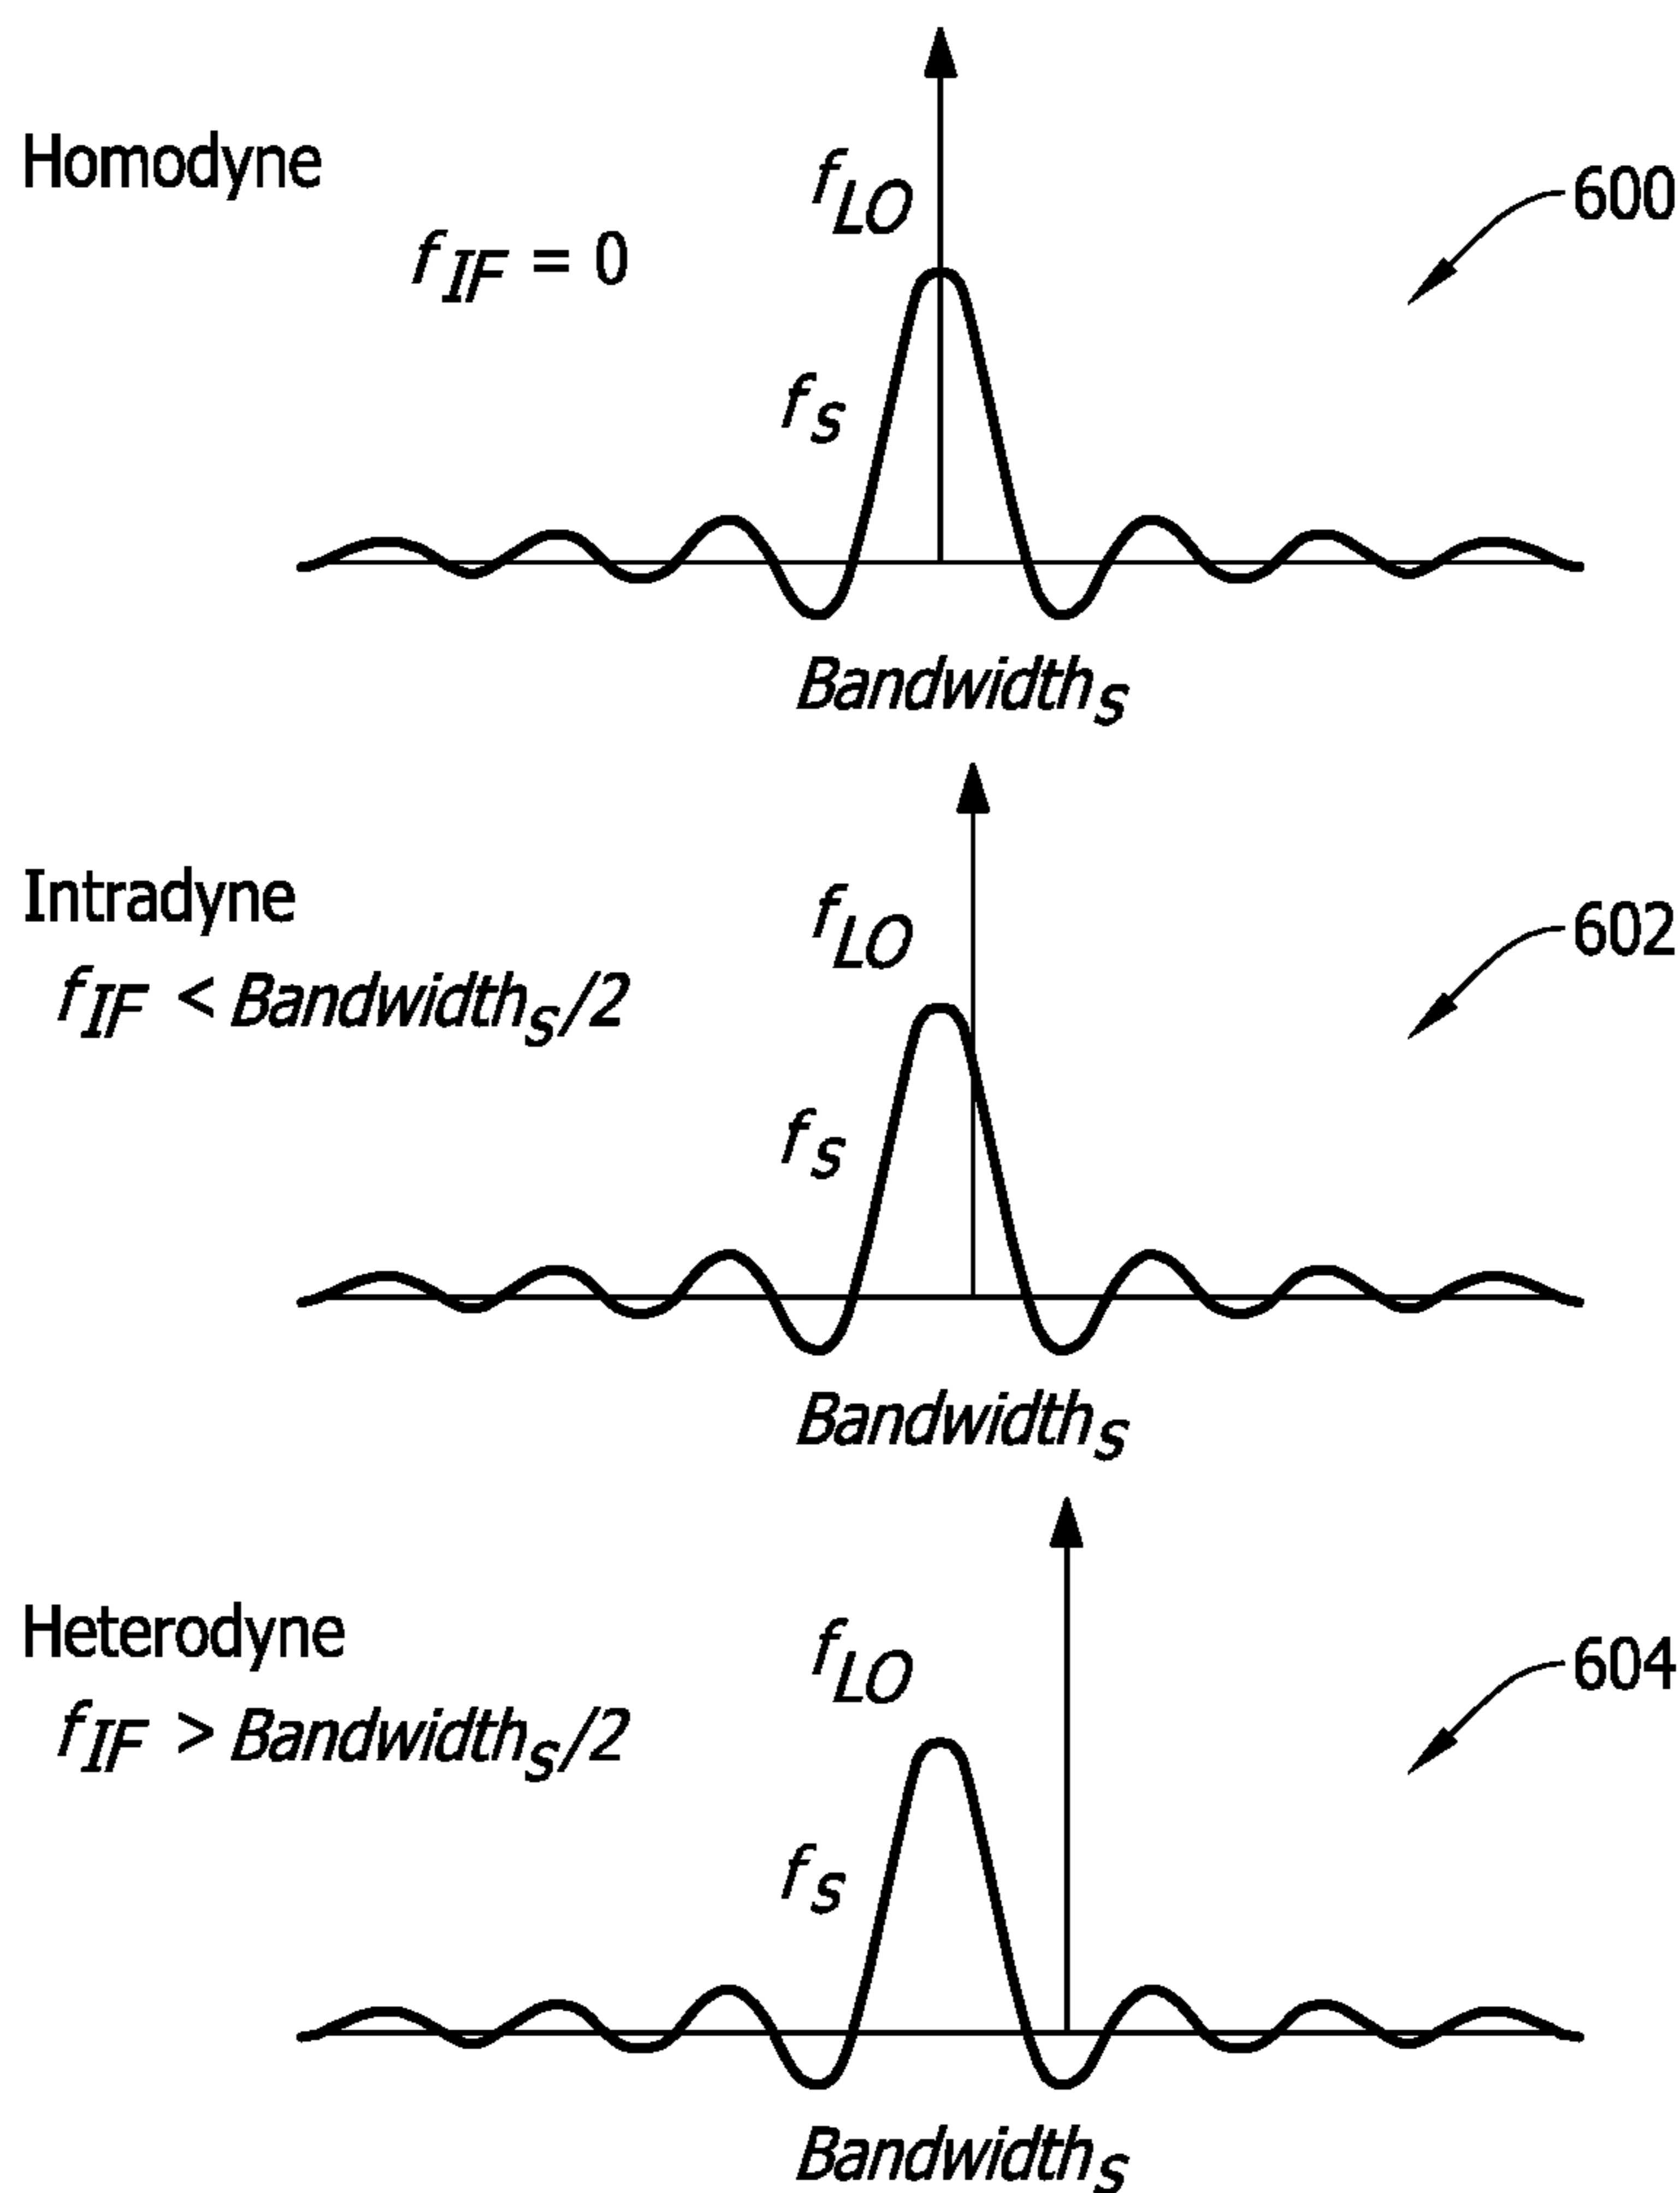 Homodyne
f_IF = 0
f_LO
600
f_S
Bandwidth_S
Intradyne
f_IF < Bandwidth_S/2
f_LO
602
f_S
Bandwidth_S
Heterodyne
f_IF > Bandwidth_S/2
f_LO
604
f_S
Bandwidth_S